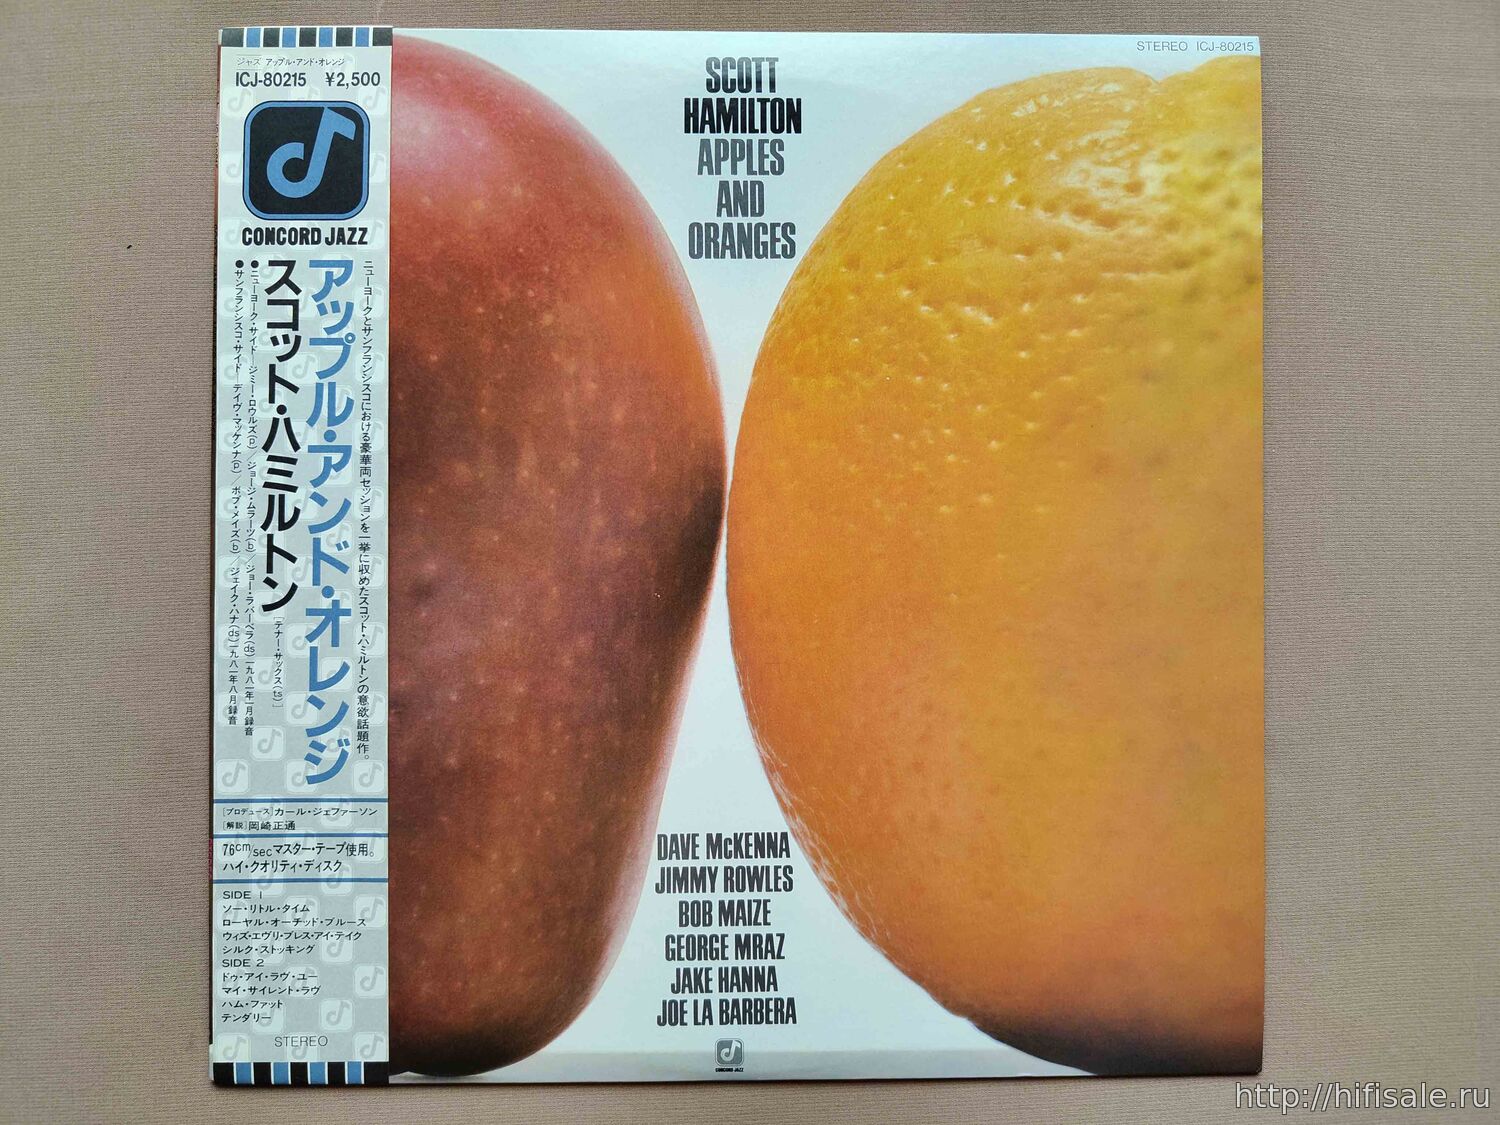 ジャズ アップル・アンド・オレンジ
ICJ-80215 ¥2,500
CONCORD JAZZ
ニューヨークとサンフランシスコにおける豪華両セッションを一挙に収めたスコット・ハミルトンの意欲話題作。
アップル・アンド・オレンジ
スコット・ハミルトン
[テナー・サックス(ts)]
●ニューヨーク・サイド─ジミー・ロウルズ(p)／ジョージ・ムラーツ(b)／ジョー・ラバーベラ(ds)一九八一年一月録音
●サンフランシスコ・サイド─デイヴ・マッケンナ(p)／ボブ・メイズ(b)／ジェイク・ハナ(ds)一九八一年八月録音
[プロデュース]カール・ジェファーソン
[解説]岡崎正通
76cm/secマスター・テープ使用。
ハイ・クオリティ・ディスク
SIDE 1
ソー・リトル・タイム
ローヤル・オーチッド・ブルース
ウィズ・エヴリ・ブレス・アイ・テイク
シルク・ストッキング
SIDE 2
ドゥ・アイ・ラヴ・ユー
マイ・サイレント・ラヴ
ハム・ファット
テンダリー
STEREO
STEREO ICJ-80215
SCOTT
HAMILTON
APPLES
AND
ORANGES
DAVE McKENNA
JIMMY ROWLES
BOB MAIZE
GEORGE MRAZ
JAKE HANNA
JOE LA BARBERA
CONCORD JAZZ
http://hifisale.ru